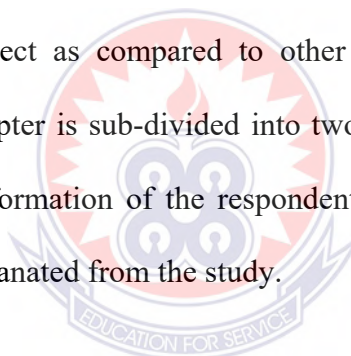 ect as compared to other
pter is sub-divided into two
formation of the respondent
anated from the study.
EDUCATION FOR SERVICE